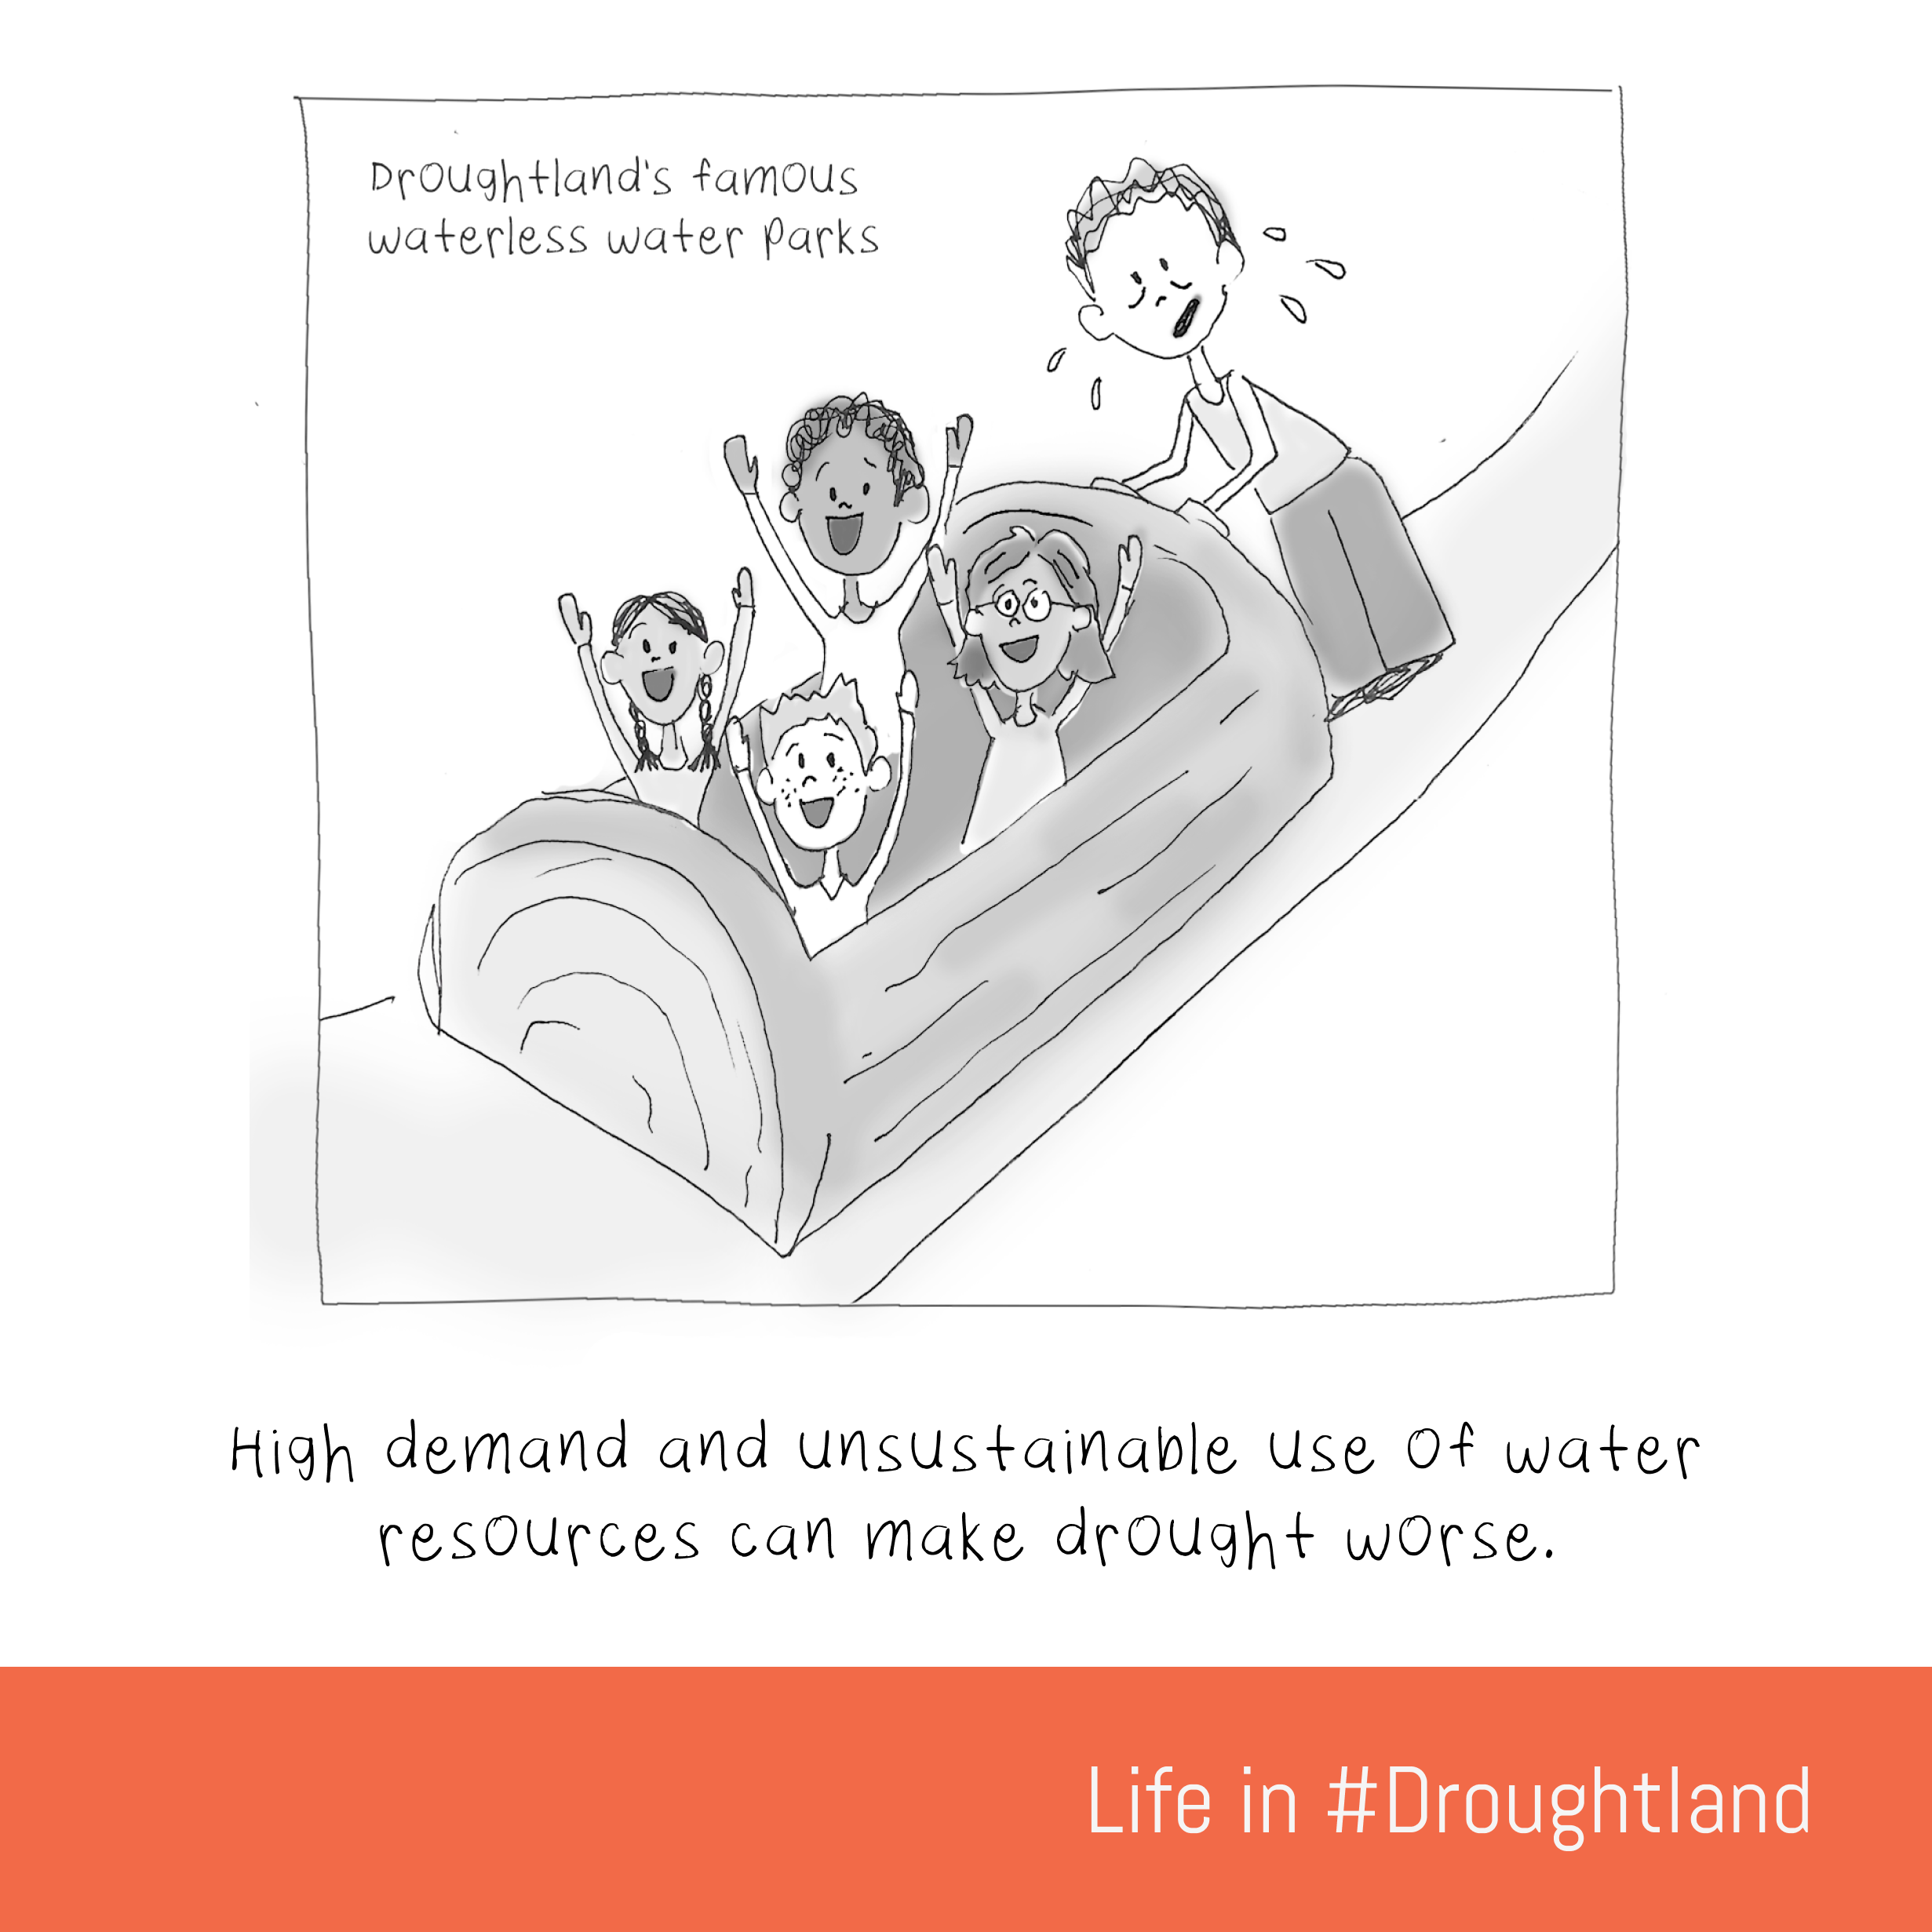 Droughtland's famous
waterless water parks
High demand and unsustainable use of water
resources can make drought worse.
Life in #Droughtland